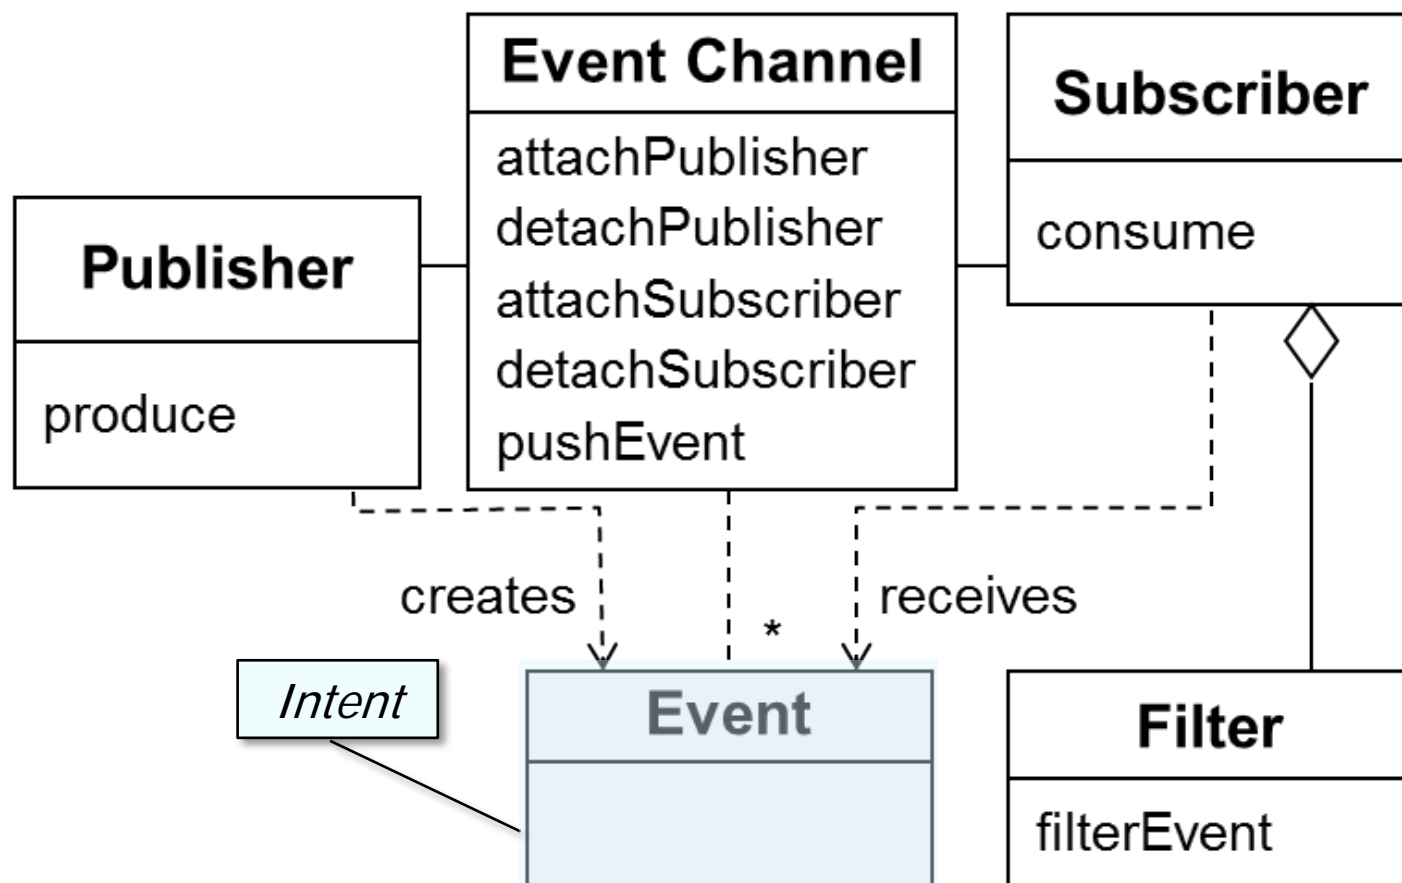 Event Channel
attachPublisher
detachPublisher
attachSubscriber
detachSubscriber
pushEvent
Subscriber
consume
Publisher
produce
creates
*
receives
Intent
Event
Filter
filterEvent